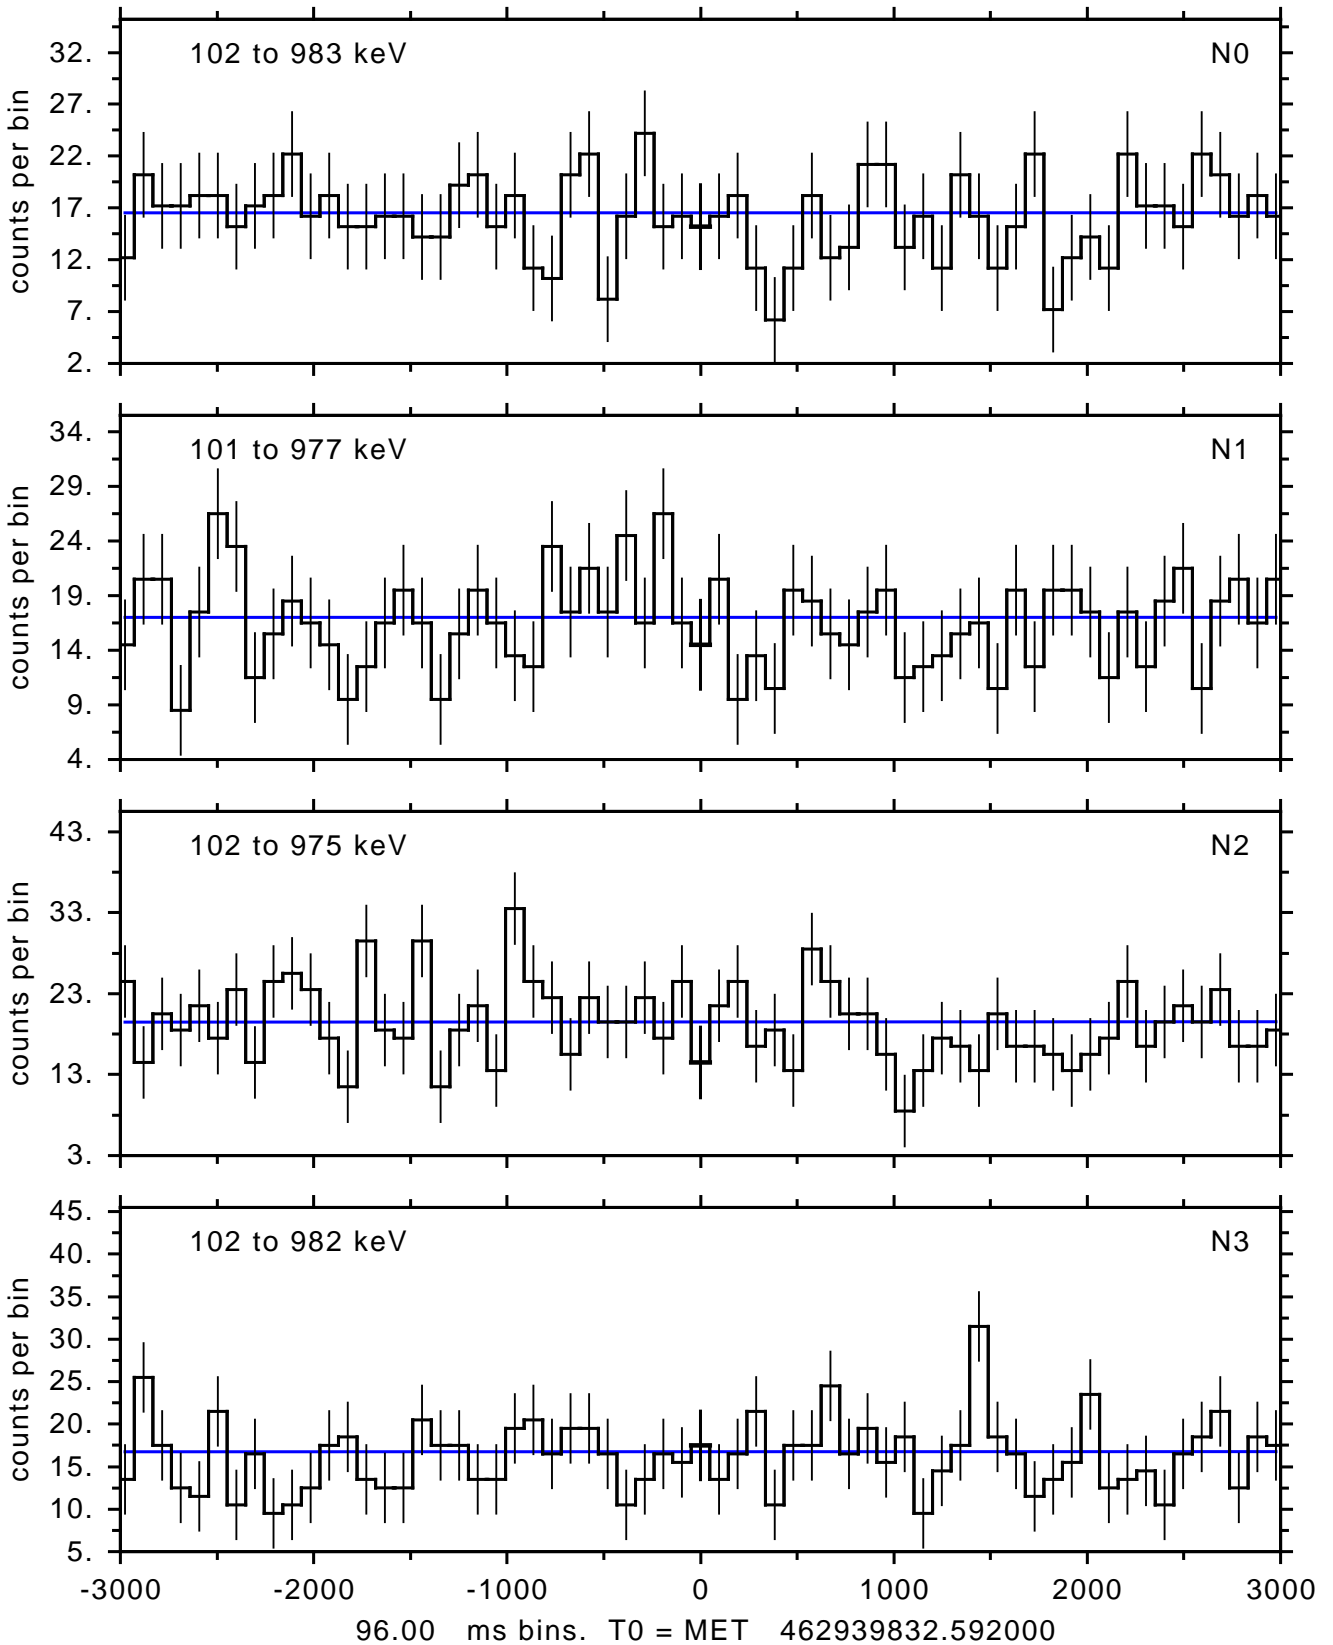 102 to 983 keV N0
32.
27.
22.
17.
12.
7.
2.
counts per bin
101 to 977 keV N1
34.
29.
24.
19.
14.
9.
4.
counts per bin
102 to 975 keV N2
43.
33.
23.
13.
3.
counts per bin
102 to 982 keV N3
45.
40.
35.
30.
25.
20.
15.
10.
5.
counts per bin
-3000 -2000 -1000 0 1000 2000 3000
96.00 ms bins. T0 = MET 462939832.592000